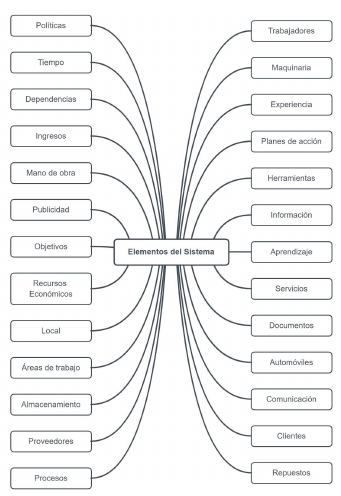 Políticas
Tiempo
Dependencias
Ingresos
Mano de obra
Publicidad
Objetivos
Recursos
Económicos
Local
Áreas de trabajo
Almacenamiento
Proveedores
Procesos
Elementos del Sistema
Trabajadores
Maquinaria
Experiencia
Planes de acción
Herramientas
Información
Aprendizaje
Servicios
Documentos
Automóviles
Comunicación
Clientes
Repuestos